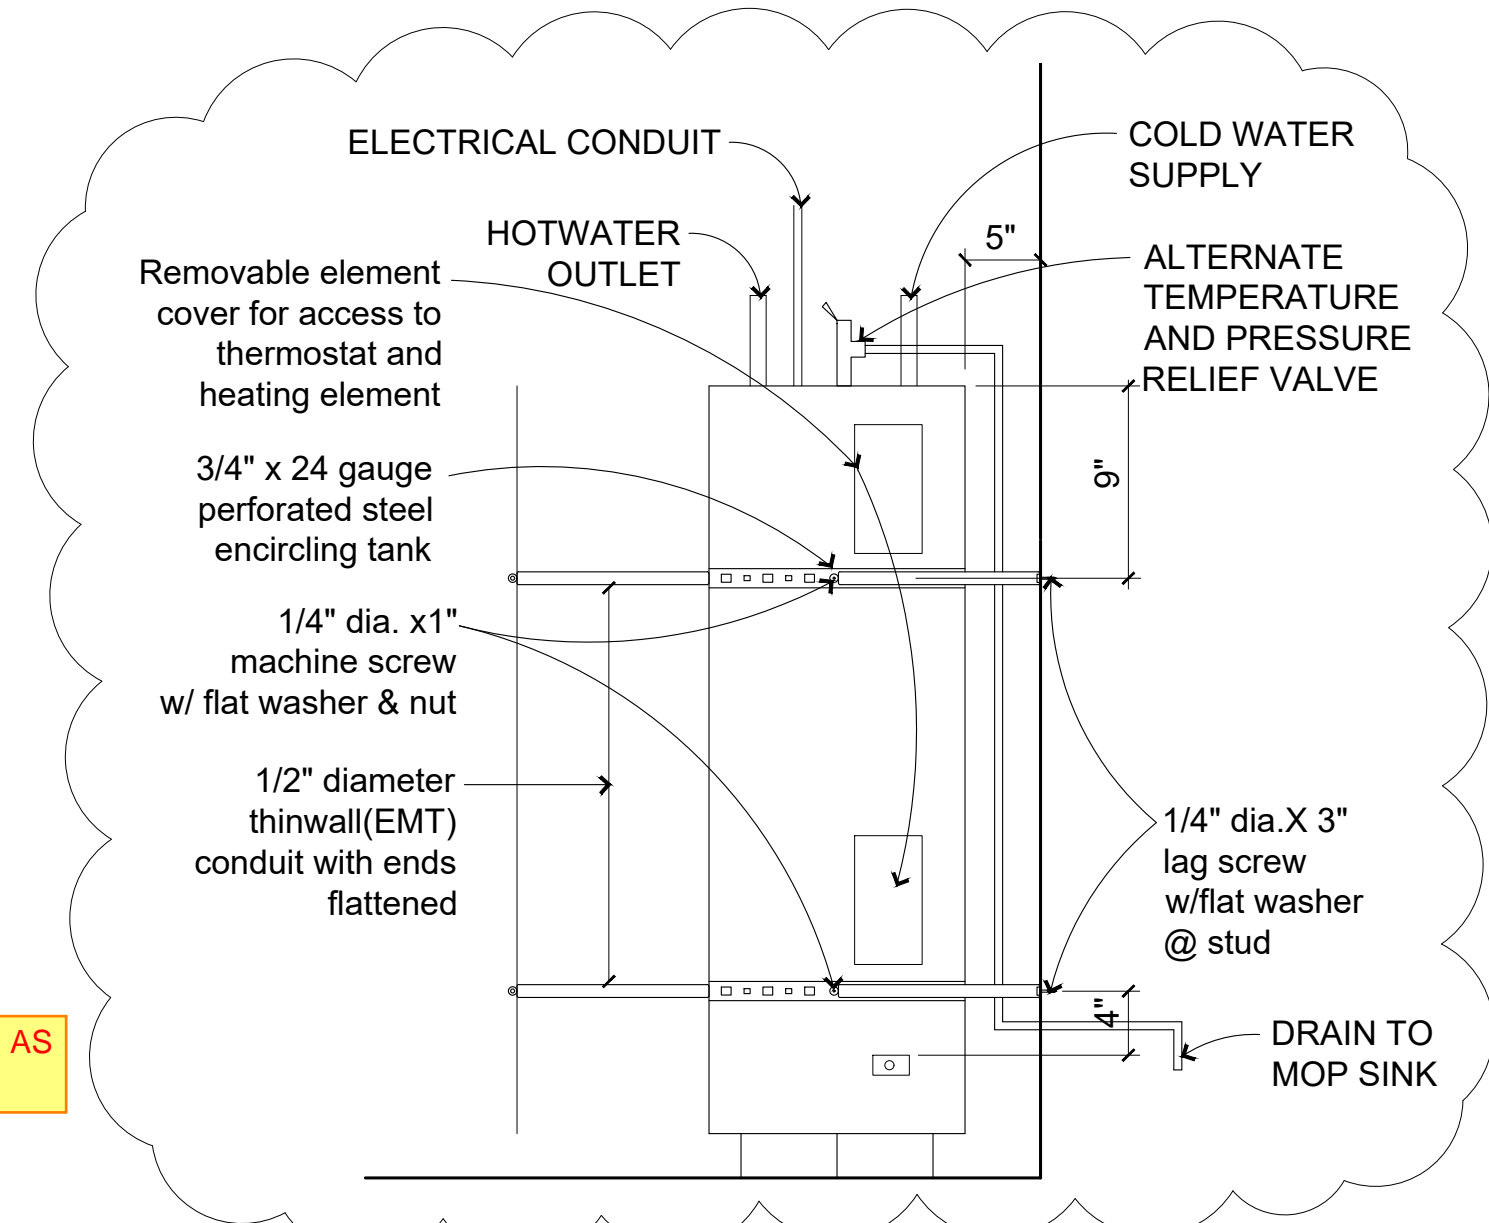 ELECTRICAL CONDUIT
COLD WATER
SUPPLY
HOTWATER
OUTLET
5"
ALTERNATE
TEMPERATURE
AND PRESSURE
RELIEF VALVE
Removable element
cover for access to
thermostat and
heating element
9"
3/4" x 24 gauge
perforated steel
encircling tank
1/4" dia. x1"
machine screw
w/ flat washer & nut
1/2" diameter
thinwall(EMT)
conduit with ends
flattened
1/4" dia.X 3"
lag screw
w/flat washer
@ stud
4"
AS
DRAIN TO
MOP SINK